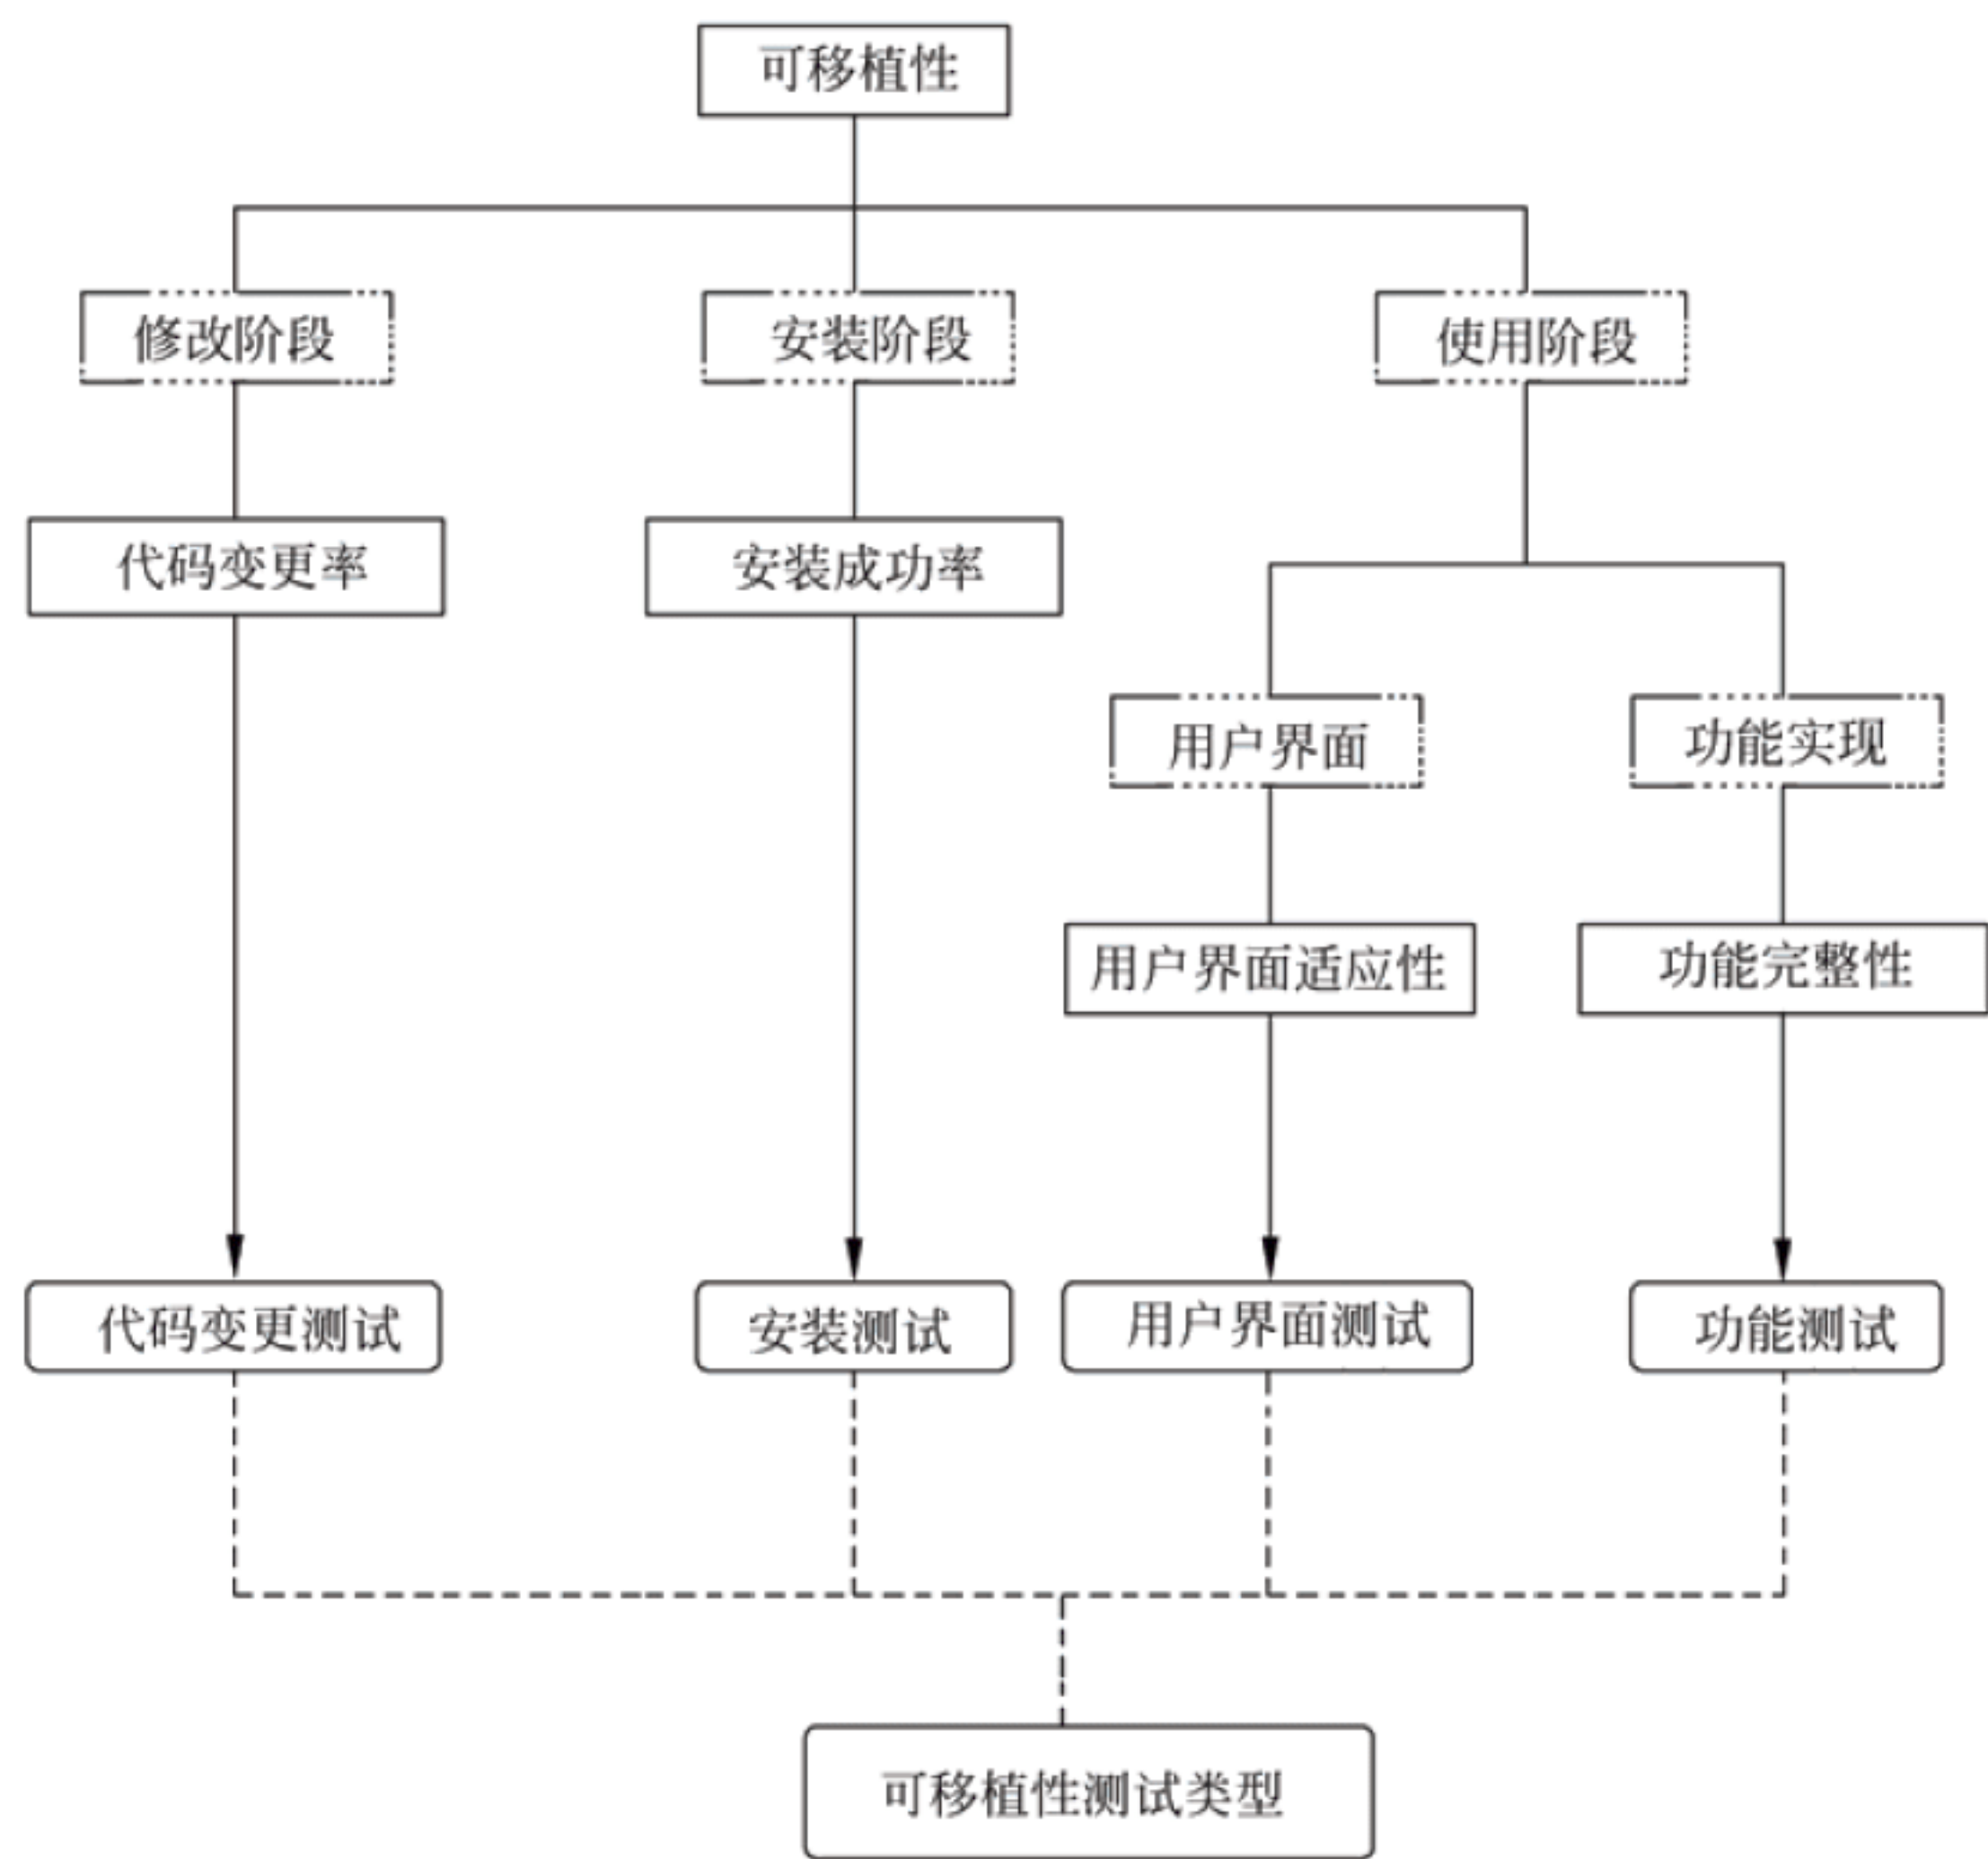 可移植性
修改阶段
安装阶段
使用阶段
代码变更率
安装成功率
用户界面
功能实现
用户界面适应性
功能完整性
代码变更测试
安装测试
用户界面测试
功能测试
可移植性测试类型